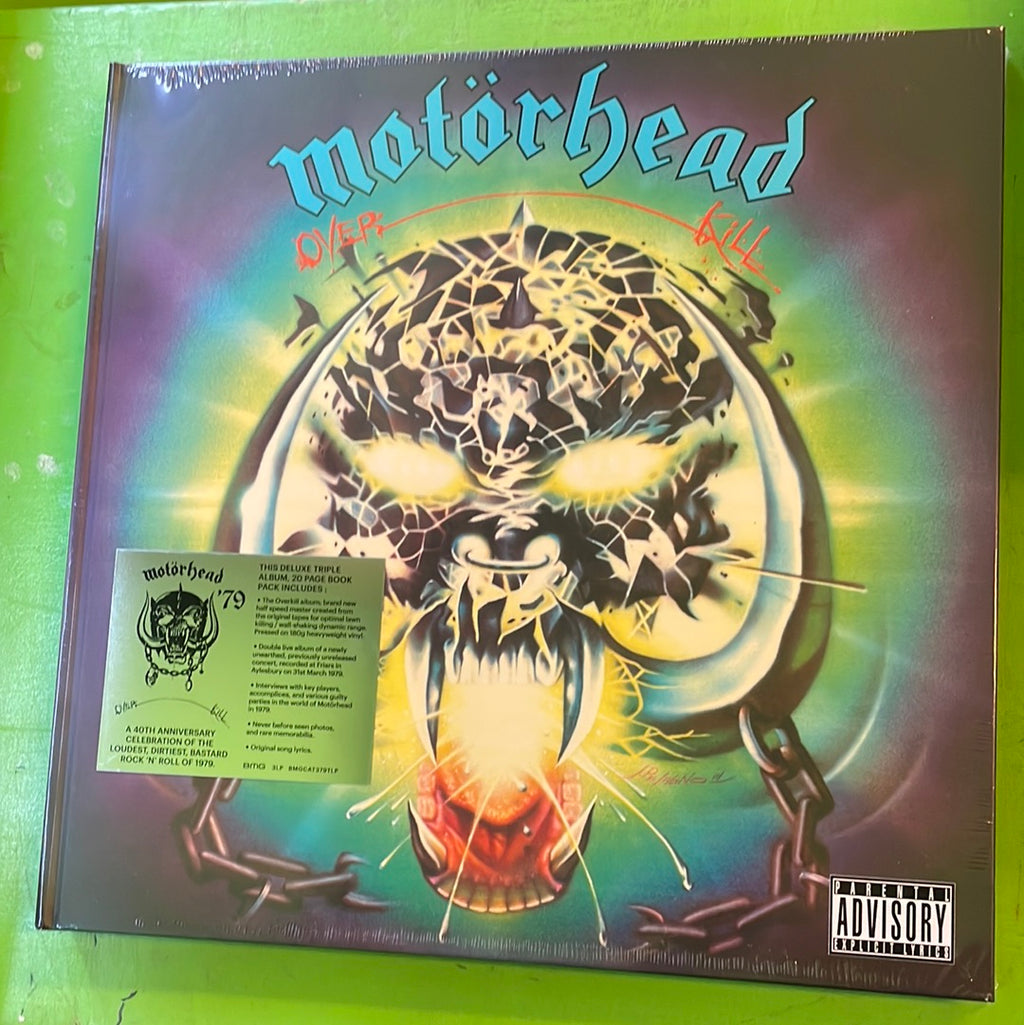 motörhead
OVER KILL
motörhead
'79
OVER KILL
A 40TH ANNIVERSARY
CELEBRATION OF THE
LOUDEST, DIRTIEST, BASTARD
ROCK 'N' ROLL OF 1979.
THIS DELUXE TRIPLE
ALBUM, 20 PAGE BOOK
PACK INCLUDES :
• The Overkill album, brand new
half speed master created from
the original tapes for optimal lawn
killing / wall-shaking dynamic range.
Pressed on 180g heavyweight vinyl.
• Double live album of a newly
unearthed, previously unreleased
concert, recorded at Friars in
Aylesbury on 31st March 1979.
• Interviews with key players,
accomplices, and various guilty
parties in the world of Motörhead
in 1979.
• Never before seen photos,
and rare memorabilia.
• Original song lyrics.
BMG 3LP BMGCAT379TLP
PARENTAL
ADVISORY
EXPLICIT LYRICS